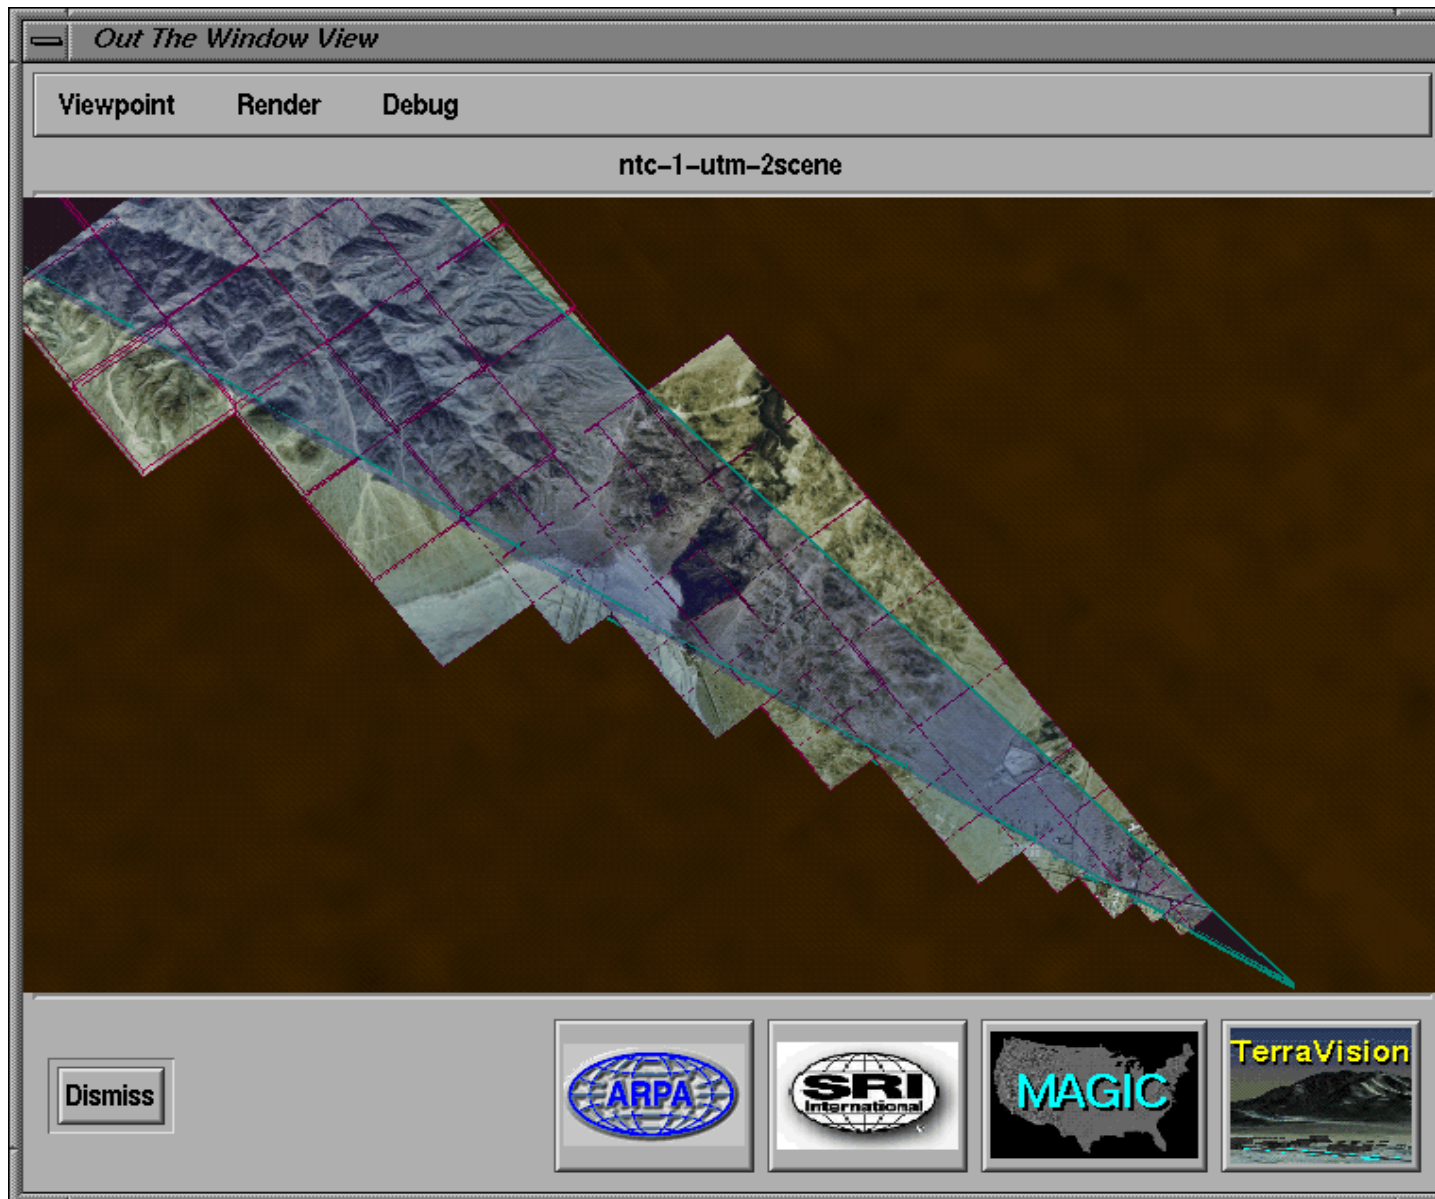 Out The Window View
Viewpoint Render Debug
ntc-1-utm-2scene
Dismiss
ARPA
SRI
International
MAGIC
TerraVision